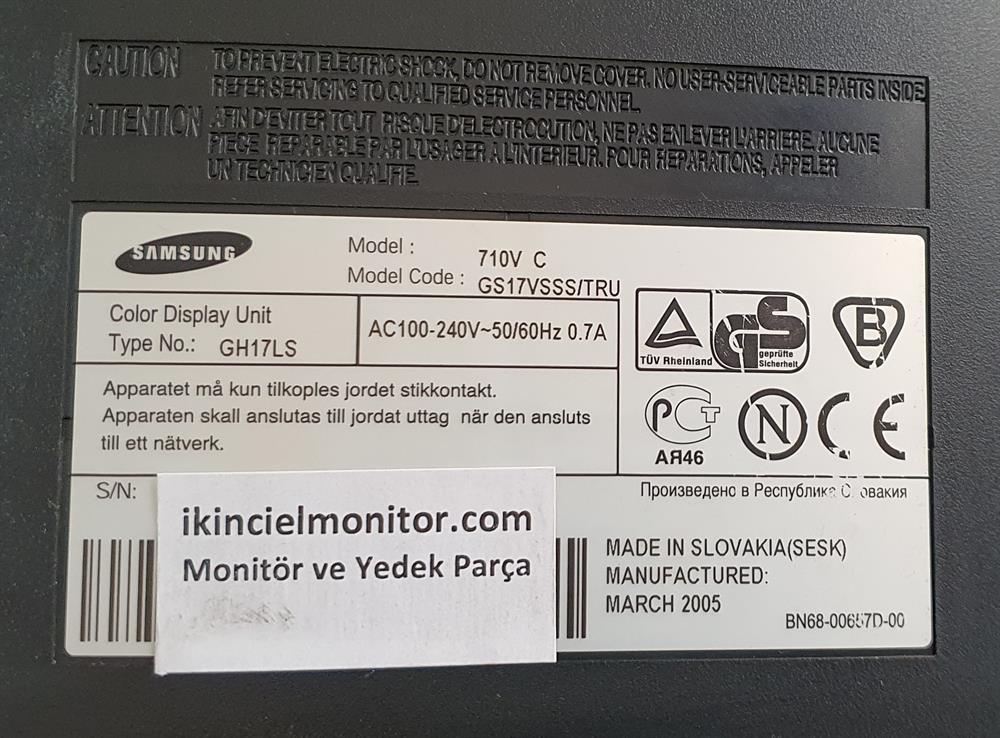 CAUTION TO PREVENT ELECTRIC SHOCK, DO NOT REMOVE COVER. NO USER-SERVICEABLE PARTS INSIDE
REFER SERVICING TO QUALIFIED SERVICE PERSONNEL.
ATTENTION AFIN D'EVITER TOUT RISQUE D'ELECTROCUTION, NE PAS ENLEVER L'ARRIERE. AUCUNE
PIECE REPARABLE PAR L'USAGER A L'INTERIEUR. POUR REPARATIONS, APPELER
UN TECHNICIEN QUALIFIE.
SAMSUNG
Model : 710V C
Model Code : GS17VSSS/TRU
Color Display Unit
Type No.: GH17LS
AC100-240V~50/60Hz 0.7A
TÜV Rheinland
GS
geprüfte
Sicherheit
B
Apparatet må kun tilkoples jordet stikkontakt.
Apparaten skall anslutas till jordat uttag när den ansluts
till ett nätverk.
РСТ
АЯ46
N
CE
S/N:
Произведено в Республике Словакия
ikincielmonitor.com
Monitör ve Yedek Parça
MADE IN SLOVAKIA(SESK)
MANUFACTURED:
MARCH 2005
BN68-00657D-00